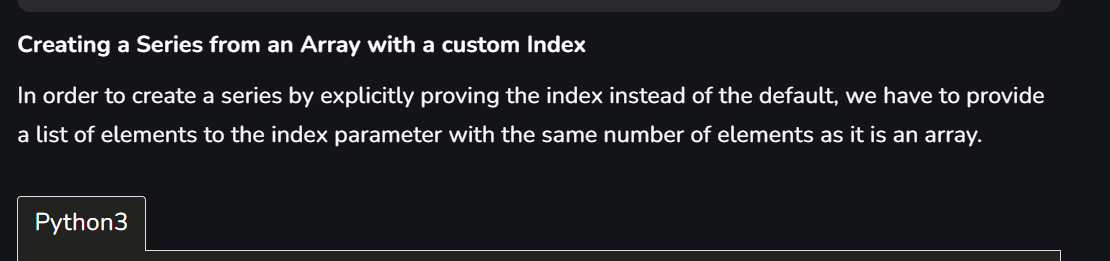 Creating a Series from an Array with a custom Index
In order to create a series by explicitly proving the index instead of the default, we have to provide
a list of elements to the index parameter with the same number of elements as it is an array.
Python3